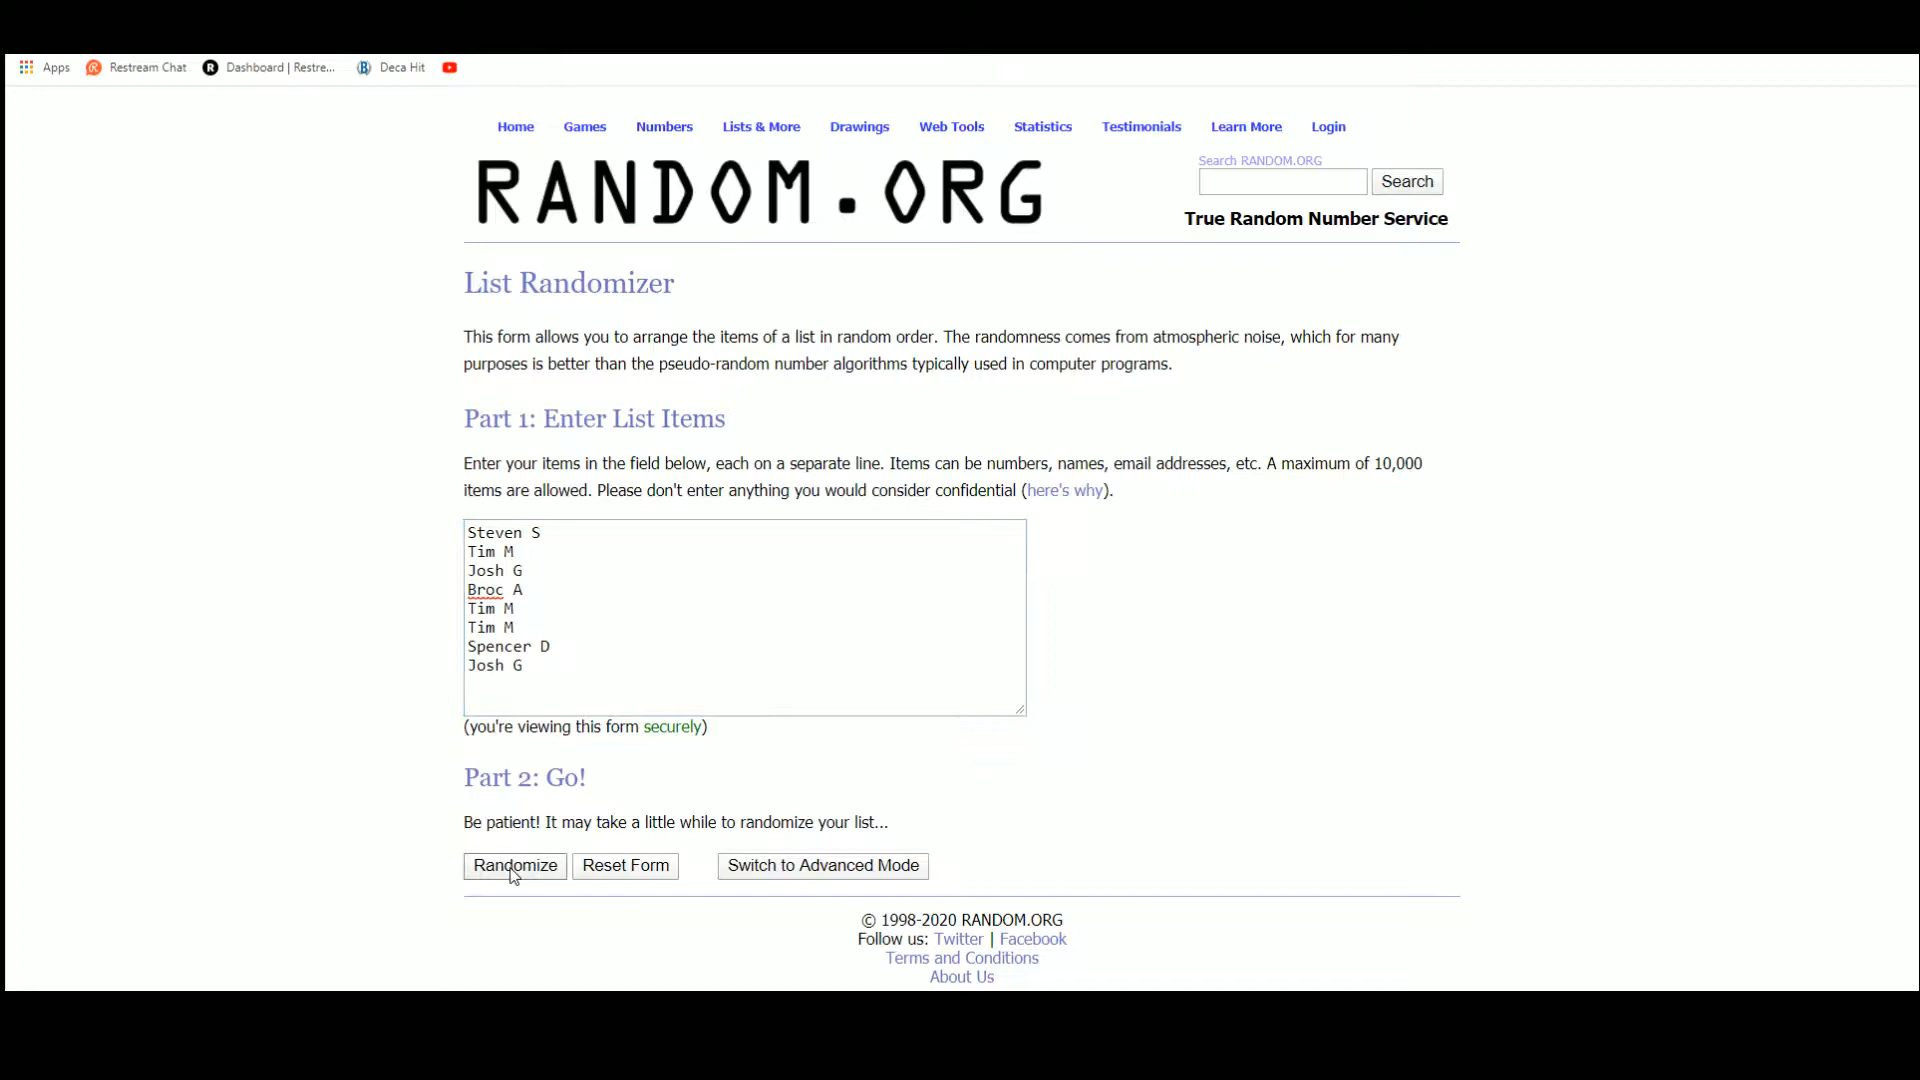 Apps Restream Chat Dashboard | Restre... Deca Hit
Home Games Numbers Lists & More Drawings Web Tools Statistics Testimonials Learn More Login
RANDOM.ORG
Search RANDOM.ORG
Search
True Random Number Service
List Randomizer
This form allows you to arrange the items of a list in random order. The randomness comes from atmospheric noise, which for many
purposes is better than the pseudo-random number algorithms typically used in computer programs.
Part 1: Enter List Items
Enter your items in the field below, each on a separate line. Items can be numbers, names, email addresses, etc. A maximum of 10,000
items are allowed. Please don't enter anything you would consider confidential (here's why).
Steven S
Tim M
Josh G
Broc A
Tim M
Tim M
Spencer D
Josh G
(you're viewing this form securely)
Part 2: Go!
Be patient! It may take a little while to randomize your list...
Randomize Reset Form Switch to Advanced Mode
© 1998-2020 RANDOM.ORG
Follow us: Twitter | Facebook
Terms and Conditions
About Us